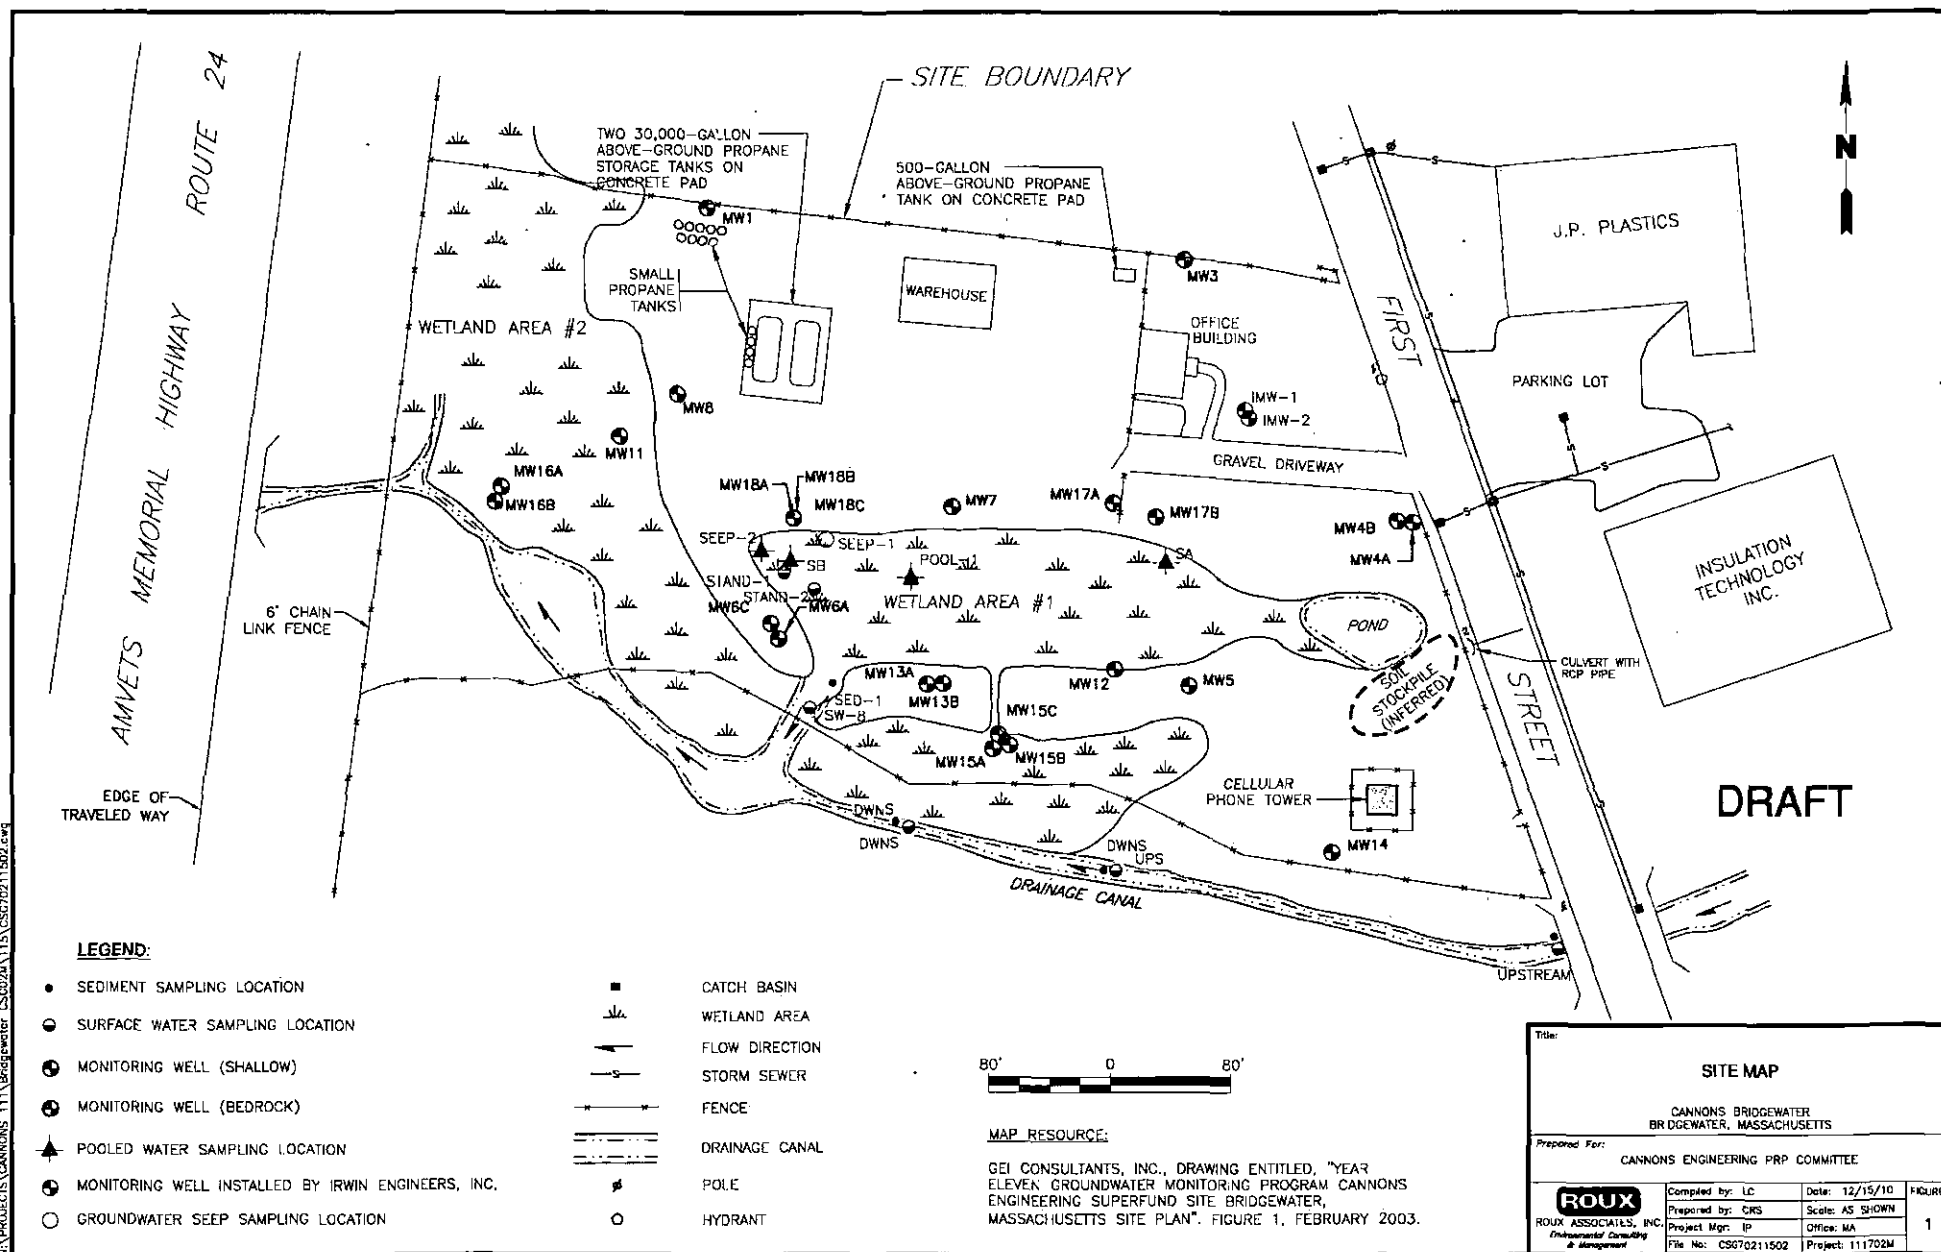 SITE BOUNDARY
AMVETS MEMORIAL HIGHWAY ROUTE 24
TWO 30,000-GALLON
ABOVE-GROUND PROPANE
STORAGE TANKS ON
CONCRETE PAD
500-GALLON
ABOVE-GROUND PROPANE
TANK ON CONCRETE PAD
N
MW1
J.P. PLASTICS
MW3
SMALL
PROPANE
TANKS
WAREHOUSE
WETLAND AREA #2
OFFICE
BUILDING
FIRST
STREET
PARKING LOT
MW8
IMW-1
IMW-2
MW11
GRAVEL DRIVEWAY
MW16A
MW16B
MW18A
MW18B
MW18C
MW7
MW17A
MW17B
MW4B
MW4A
SEEP-2
SEEP-1
SB
POOL-1
SA
STAND-1
STAND-2
MW6C
MW6A
WETLAND AREA #1
POND
INSULATION
TECHNOLOGY
INC.
6' CHAIN
LINK FENCE
CULVERT WITH
RCP PIPE
SOIL
STOCKPILE
(INFERRED)
MW13A
MW13B
MW12
MW5
SED-1
SW-B
MW15C
MW15A
MW15B
CELLULAR
PHONE TOWER
EDGE OF
TRAVELED WAY
DRAFT
DWNS
DWNS
DWNS
UPS
MW14
DRAINAGE CANAL
UPSTREAM
LEGEND:
SEDIMENT SAMPLING LOCATION
SURFACE WATER SAMPLING LOCATION
MONITORING WELL (SHALLOW)
MONITORING WELL (BEDROCK)
POOLED WATER SAMPLING LOCATION
MONITORING WELL INSTALLED BY IRWIN ENGINEERS, INC.
GROUNDWATER SEEP SAMPLING LOCATION
CATCH BASIN
WETLAND AREA
FLOW DIRECTION
S
STORM SEWER
FENCE
DRAINAGE CANAL
POLE
HYDRANT
80' 0 80'
MAP RESOURCE:
GEI CONSULTANTS, INC., DRAWING ENTITLED, "YEAR
ELEVEN GROUNDWATER MONITORING PROGRAM CANNONS
ENGINEERING SUPERFUND SITE BRIDGEWATER,
MASSACHUSETTS SITE PLAN". FIGURE 1, FEBRUARY 2003.
Title:
SITE MAP
CANNONS BRIDGEWATER
BRIDGEWATER, MASSACHUSETTS
Prepared For:
CANNONS ENGINEERING PRP COMMITTEE
ROUX
ROUX ASSOCIATES, INC.
Environmental Consulting
& Management
Compiled by: LC
Date: 12/15/10
FIGURE
Prepared by: CRS
Scale: AS SHOWN
Project Mgr: IP
Office: MA
1
File No: CSG70211502
Project: 111702M